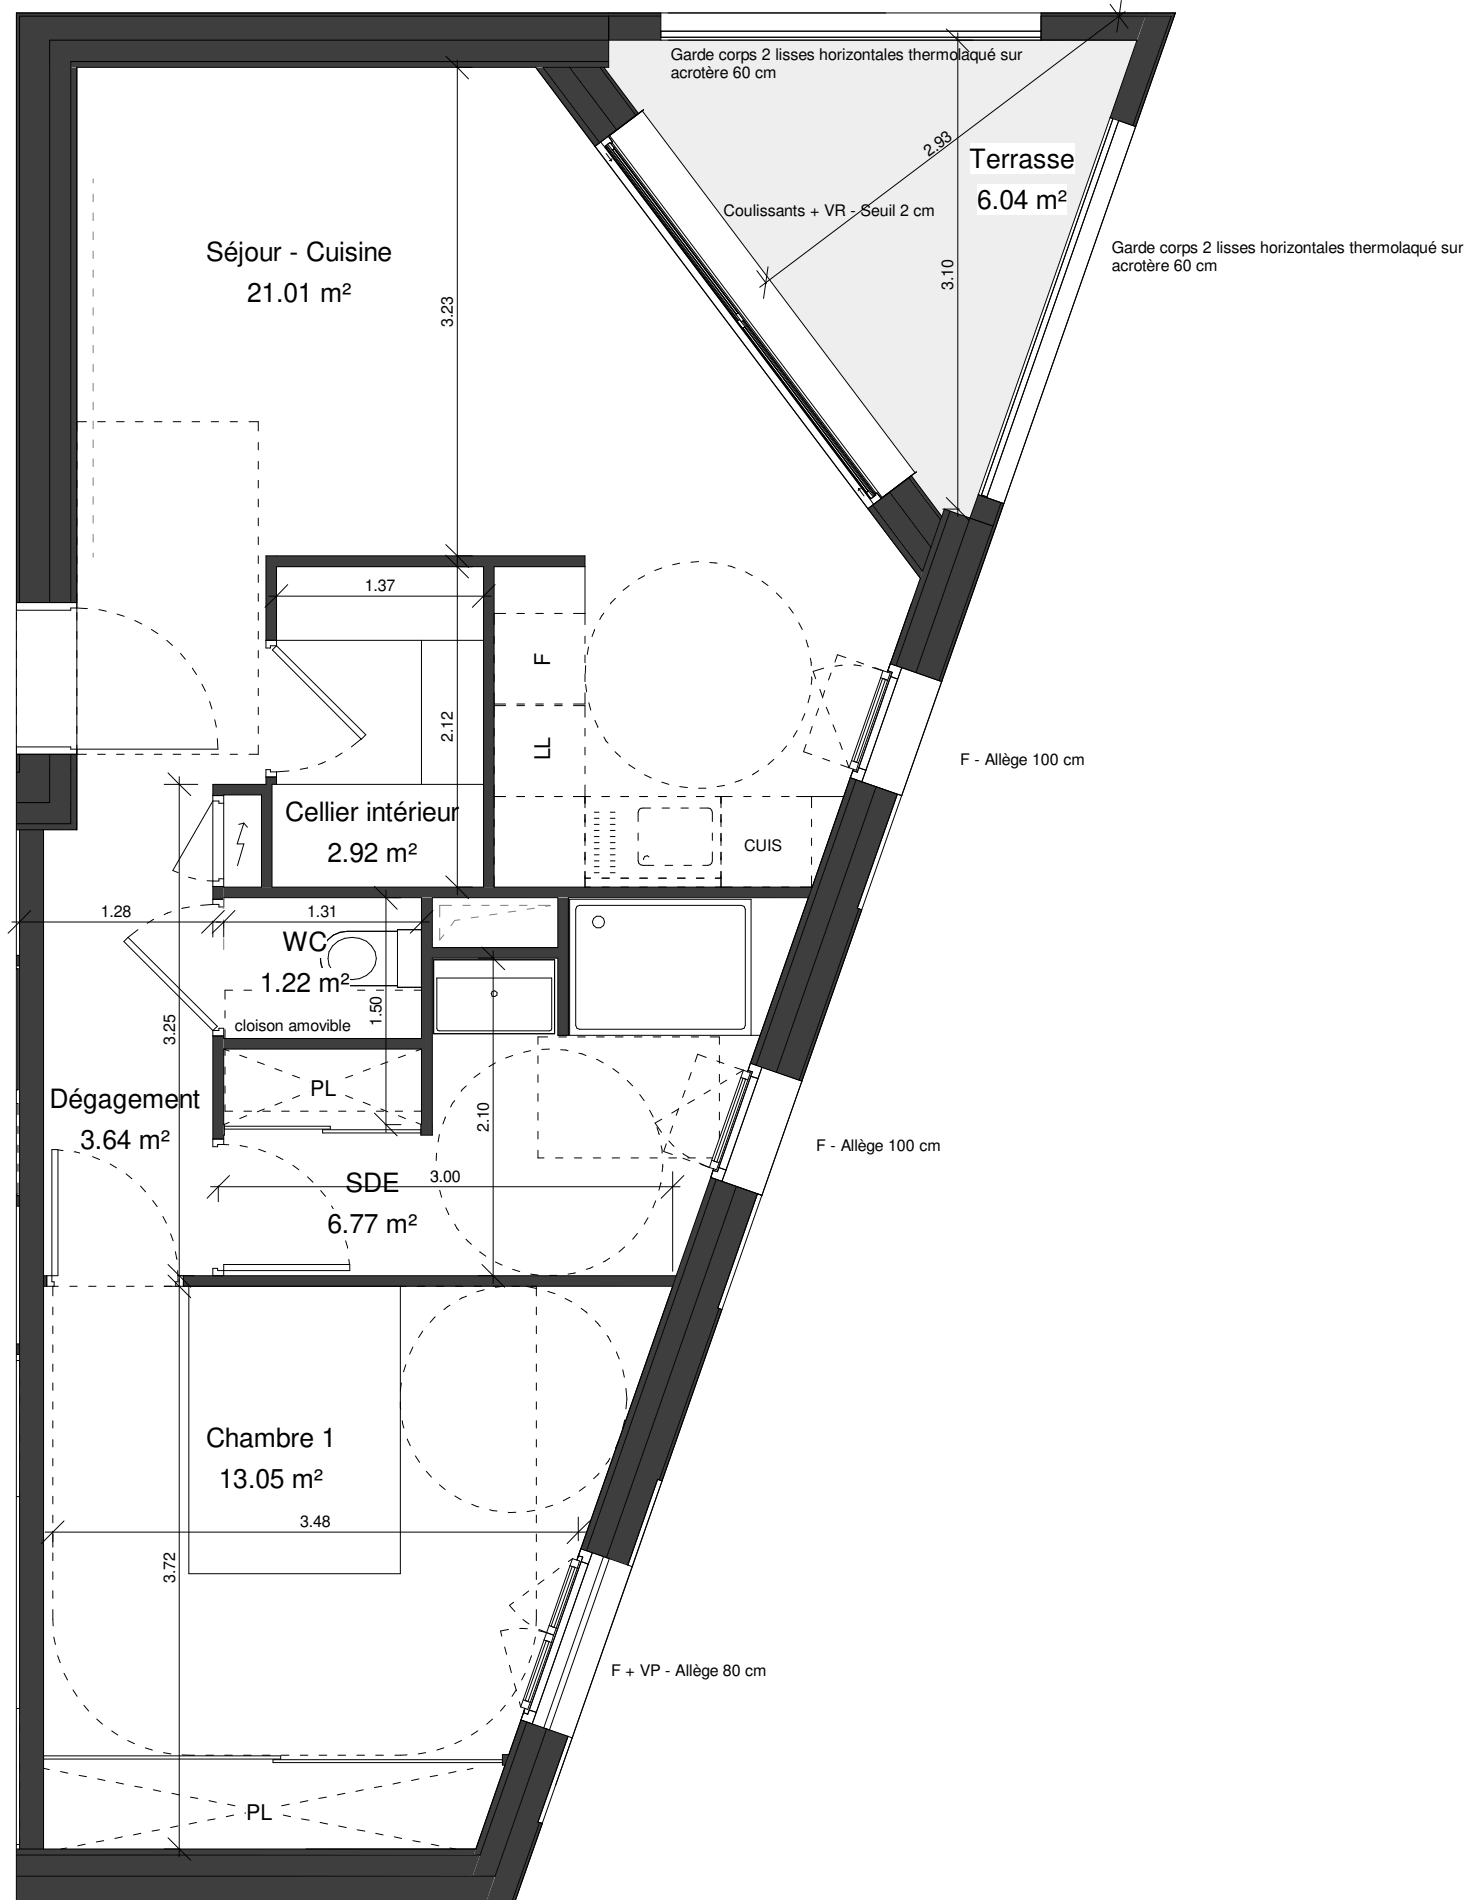 Garde corps 2 lisses horizontales thermolaqué sur
acrotère 60 cm
2.93
Terrasse
6.04 m²
Coulissants + VR - Seuil 2 cm
Garde corps 2 lisses horizontales thermolaqué sur
acrotère 60 cm
3.10
Séjour - Cuisine
21.01 m²
3.23
1.37
F
2.12
LL
F - Allège 100 cm
Cellier intérieur
2.92 m²
CUIS
1.28
1.31
WC
1.22 m²
1.50
cloison amovible
3.25
PL
Dégagement
3.64 m²
2.10
F - Allège 100 cm
SDE
3.00
6.77 m²
Chambre 1
13.05 m²
3.48
3.72
F + VP - Allège 80 cm
PL